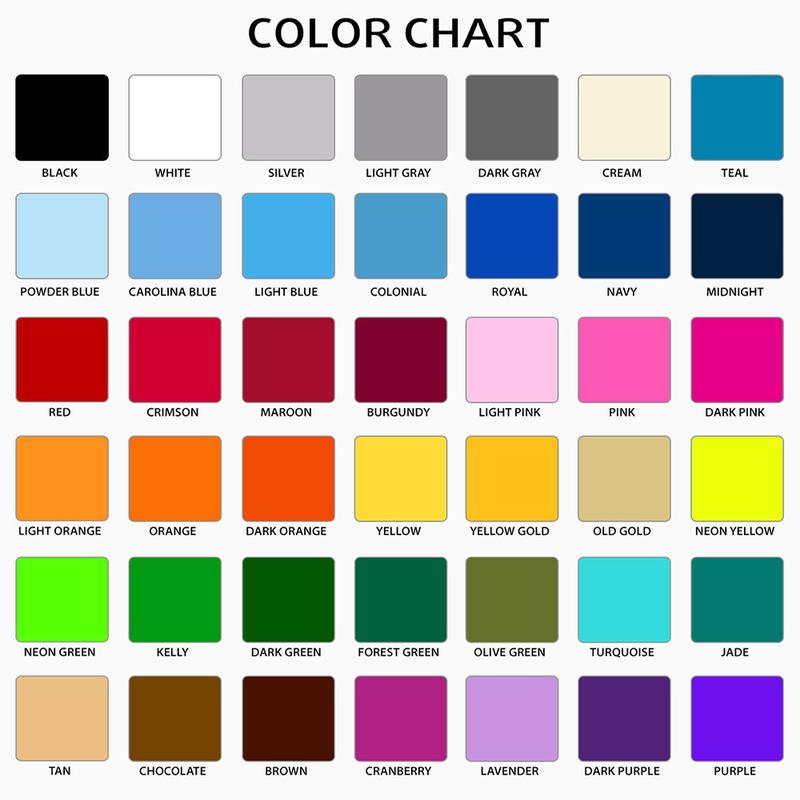 COLOR CHART
BLACK WHITE SILVER LIGHT GRAY DARK GRAY CREAM TEAL
POWDER BLUE CAROLINA BLUE LIGHT BLUE COLONIAL ROYAL NAVY MIDNIGHT
RED CRIMSON MAROON BURGUNDY LIGHT PINK PINK DARK PINK
LIGHT ORANGE ORANGE DARK ORANGE YELLOW YELLOW GOLD OLD GOLD NEON YELLOW
NEON GREEN KELLY DARK GREEN FOREST GREEN OLIVE GREEN TURQUOISE JADE
TAN CHOCOLATE BROWN CRANBERRY LAVENDER DARK PURPLE PURPLE